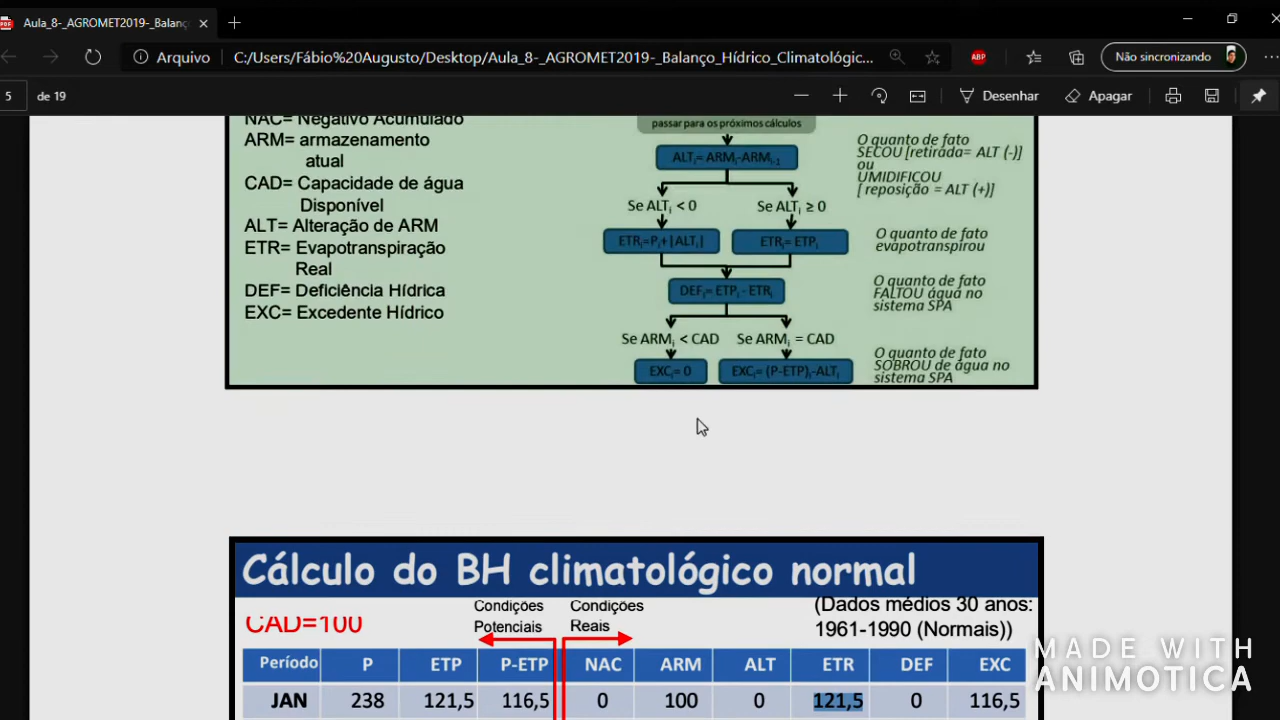 Aula_8-_AGROMET2019-_Balanç
Arquivo
C:/Users/Fábio%20Augusto/Desktop/Aula_8-_AGROMET2019-_Balanço_Hídrico_Climatológic...
ABP
Não sincronizando
5 de 19
Desenhar
Apagar
NAC= Negativo Acumulado
ARM= armazenamento
atual
CAD= Capacidade de água
Disponível
ALT= Alteração de ARM
ETR= Evapotranspiração
Real
DEF= Deficiência Hídrica
EXC= Excedente Hídrico
passar para os próximos cálculos
ALTi= ARMi-ARMi-1
Se ALTi < 0 Se ALTi ≥ 0
ETRi=Pi+|ALTi| ETRi= ETPi
DEFi= ETPi - ETRi
Se ARMi < CAD Se ARMi = CAD
EXCi= 0 EXCi= (P-ETP)i-ALTi
O quanto de fato
SECOU [retirada= ALT (-)]
ou
UMIDIFICOU
[ reposição = ALT (+)]
O quanto de fato
evapotranspirou
O quanto de fato
FALTOU água no
sistema SPA
O quanto de fato
SOBROU de água no
sistema SPA
Cálculo do BH climatológico normal
CAD=100
Condições
Potenciais
Condições
Reais
(Dados médios 30 anos:
1961-1990 (Normais))
Período P ETP P-ETP NAC ARM ALT ETR DEF EXC
JAN 238 121,5 116,5 0 100 0 121,5 0 116,5
MADE WITH
ANIMOTICA